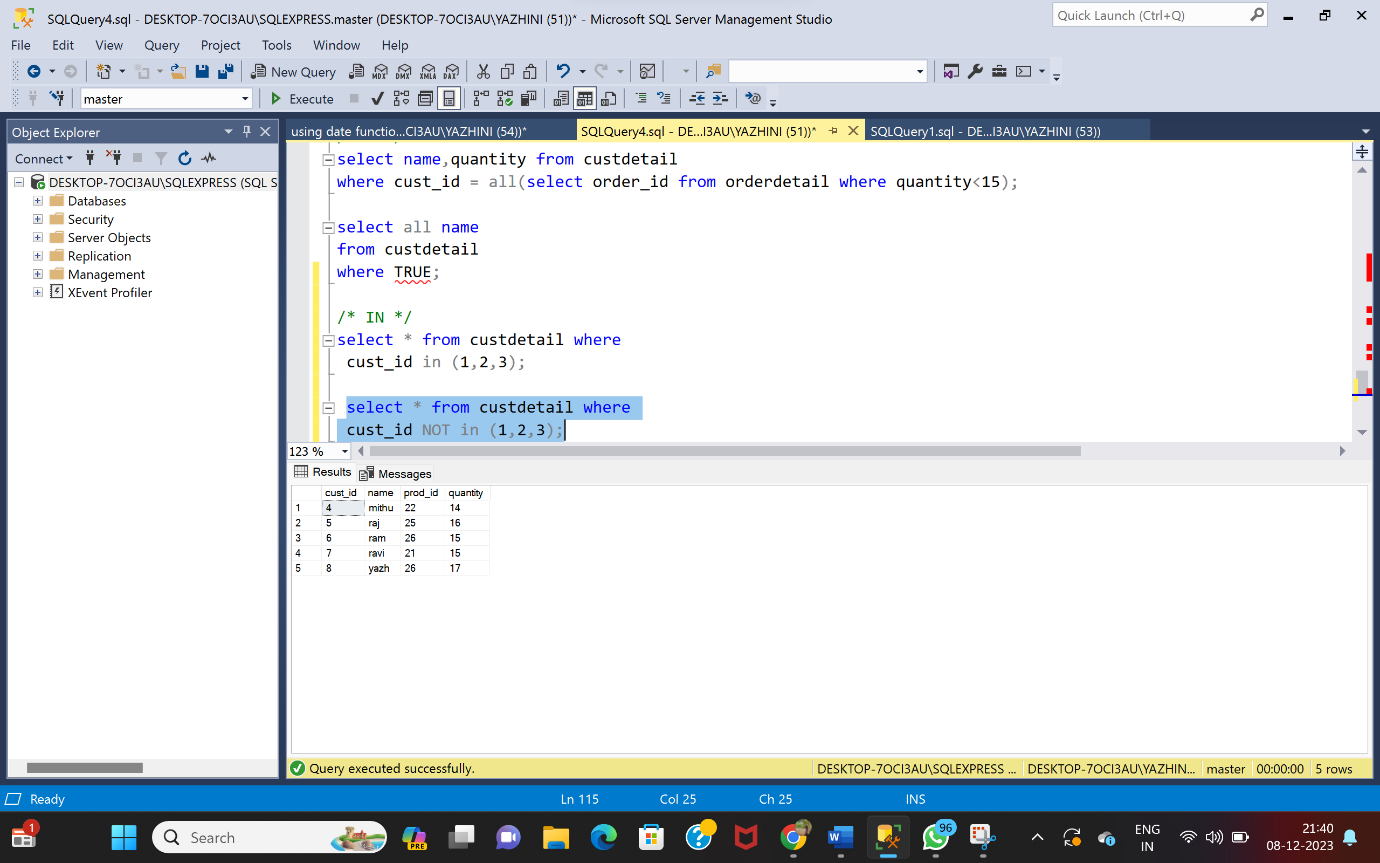 SQLQuery4.sql - DESKTOP-7OCI3AU\SQLEXPRESS.master (DESKTOP-7OCI3AU\YAZHINI (51))* - Microsoft SQL Server Management Studio
Quick Launch (Ctrl+Q)
File Edit View Query Project Tools Window Help
New Query MDX DMX XMLA DAX
master Execute
Object Explorer
using date functio...CI3AU\YAZHINI (54))* SQLQuery4.sql - DE...I3AU\YAZHINI (51))* SQLQuery1.sql - DE...I3AU\YAZHINI (53))
Connect
DESKTOP-7OCI3AU\SQLEXPRESS (SQL S
Databases
Security
Server Objects
Replication
Management
XEvent Profiler
select name,quantity from custdetail
where cust_id = all(select order_id from orderdetail where quantity<15);
select all name
from custdetail
where TRUE;
/* IN */
select * from custdetail where
cust_id in (1,2,3);
select * from custdetail where
cust_id NOT in (1,2,3);
123 %
Results Messages
cust_id name prod_id quantity
1 4 mithu 22 14
2 5 raj 25 16
3 6 ram 26 15
4 7 ravi 21 15
5 8 yazh 26 17
Query executed successfully. DESKTOP-7OCI3AU\SQLEXPRESS ... DESKTOP-7OCI3AU\YAZHIN... master 00:00:00 5 rows
Ready Ln 115 Col 25 Ch 25 INS
1 Search PRE 96 ENG IN 21:40 08-12-2023